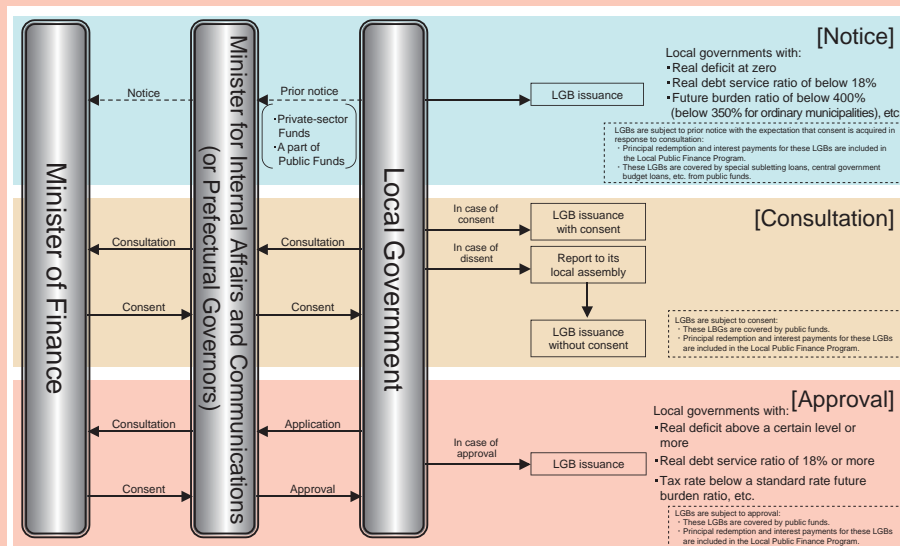 Minister of Finance
Minister for Internal Affairs and Communications
(or Prefectural Governors)
Local Government
[Notice]
Notice
Prior notice
・Private-sector
Funds
・A part of
Public Funds
LGB issuance
Local governments with:
・Real deficit at zero
・Real debt service ratio of below 18%
・Future burden ratio of below 400%
(below 350% for ordinary municipalities), etc
LGBs are subject to prior notice with the expectation that consent is acquired in
response to consultation:
・Principal redemption and interest payments for these LGBs are included in
the Local Public Finance Program.
・These LGBs are covered by special subletting loans, central government
budget loans, etc. from public funds.
[Consultation]
Consultation
Consultation
Consent
Consent
In case of
consent
LGB issuance
with consent
In case of
dissent
Report to its
local assembly
LGB issuance
without consent
LGBs are subject to consent:
・These LBGs are covered by public funds.
・Principal redemption and interest payments for these LGBs
are included in the Local Public Finance Program.
[Approval]
Consultation
Application
Consent
Approval
In case of
approval
LGB issuance
Local governments with:
・Real deficit above a certain level or
more
・Real debt service ratio of 18% or more
・Tax rate below a standard rate future
burden ratio, etc.
LGBs are subject to approval:
・These LGBs are covered by public funds.
・Principal redemption and interest payments for these LGBs
are included in the Local Public Finance Program.